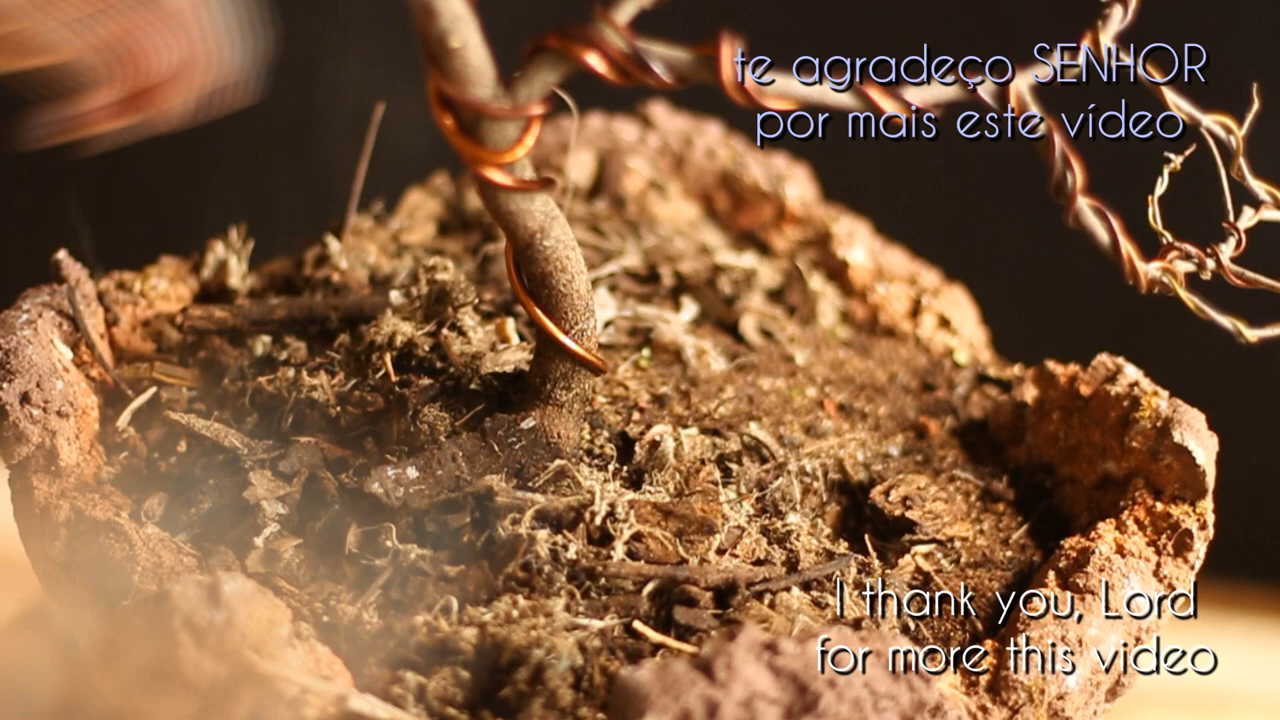 te agradeço SENHOR
por mais este vídeo
I thank you, Lord
for more this video